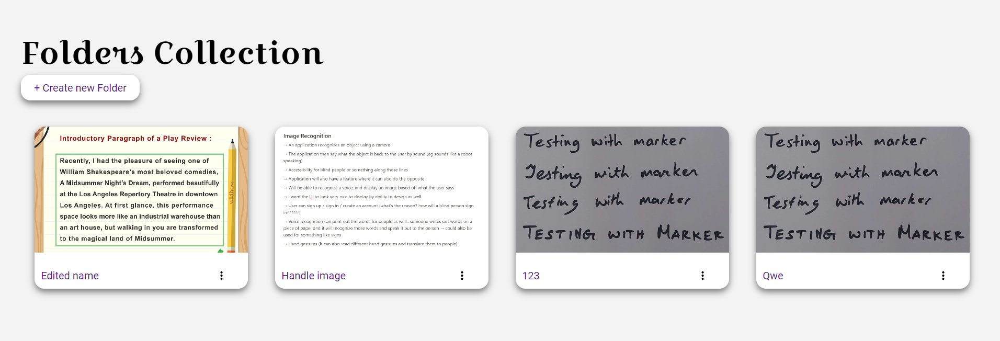 Folders Collection
+ Create new Folder
Introductory Paragraph of a Play Review :
Recently, I had the pleasure of seeing one of
William Shakespeare's most beloved comedies,
A Midsummer Night's Dream, performed beautifully
at the Los Angeles Repertory Theatre in downtown
Los Angeles. At first glance, this performance
space looks more like an industrial warehouse than
an art house, but walking in you are transformed
to the magical land of Midsummer.
wikihow
Edited name
Image Recognition
→ An application recognizes an object using a camera
→ The application then say what the object is back to the user by sound (eg sounds like a robot
speaking)
→ Accessibility for blind people or something along those lines
→ Application will also have a feature where it can also do the opposite
→ Will be able to recognize a voice, and display an image based off what the user says
→ I want the Ui to look very nice to display by ability to design as well
→ User can sign up / sign in / create an account (what's the reason? how will a blind person sign
in??????)
→ Voice recognition can print out the words for people as well.. someone writes out words on a
piece of paper and it will recognize those words and speak it out to the person → could also be
used for something like signs
→ Hand gestures (It can also read different hand gestures and translate them to people)
Handle image
Testing with marker
Testing with marker
Testing with marker
TESTING WITH MARKER
123
Testing with marker
Testing with marker
Testing with marker
TESTING WITH MARKER
Qwe